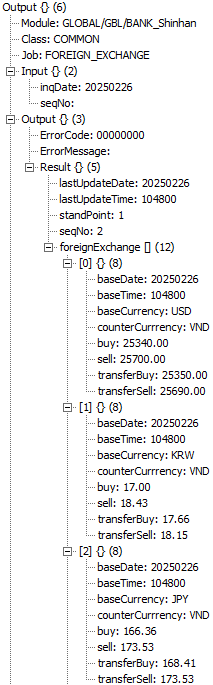 Output {} (6)
Module: GLOBAL/GBL/BANK_Shinhan
Class: COMMON
Job: FOREIGN_EXCHANGE
Input {} (2)
inqDate: 20250226
seqNo:
Output {} (3)
ErrorCode: 00000000
ErrorMessage:
Result {} (5)
lastUpdateDate: 20250226
lastUpdateTime: 104800
standPoint: 1
seqNo: 2
foreignExchange [] (12)
[0] {} (8)
baseDate: 20250226
baseTime: 104800
baseCurrency: USD
counterCurrrency: VND
buy: 25340.00
sell: 25700.00
transferBuy: 25350.00
transferSell: 25690.00
[1] {} (8)
baseDate: 20250226
baseTime: 104800
baseCurrency: KRW
counterCurrrency: VND
buy: 17.00
sell: 18.43
transferBuy: 17.66
transferSell: 18.15
[2] {} (8)
baseDate: 20250226
baseTime: 104800
baseCurrency: JPY
counterCurrrency: VND
buy: 166.36
sell: 173.53
transferBuy: 168.41
transferSell: 173.53